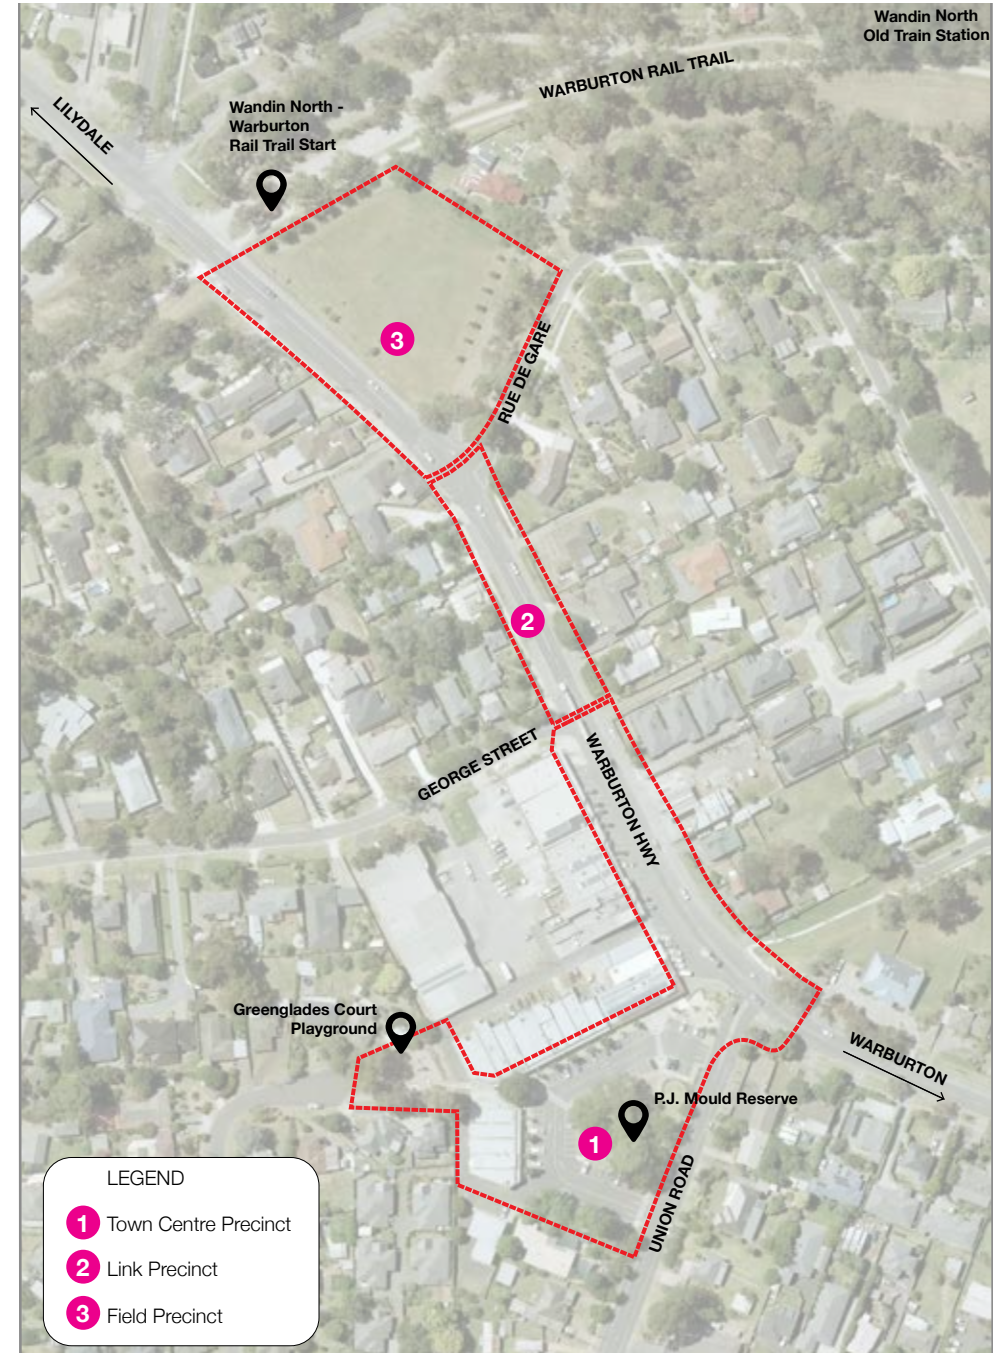 Wandin North
Old Train Station
WARBURTON RAIL TRAIL
LILYDALE
Wandin North -
Warburton
Rail Trail Start
3
RUE DE GARE
2
GEORGE STREET
WARBURTON HWY
Greenglades Court
Playground
WARBURTON
P.J. Mould Reserve
1
UNION ROAD
LEGEND
1 Town Centre Precinct
2 Link Precinct
3 Field Precinct